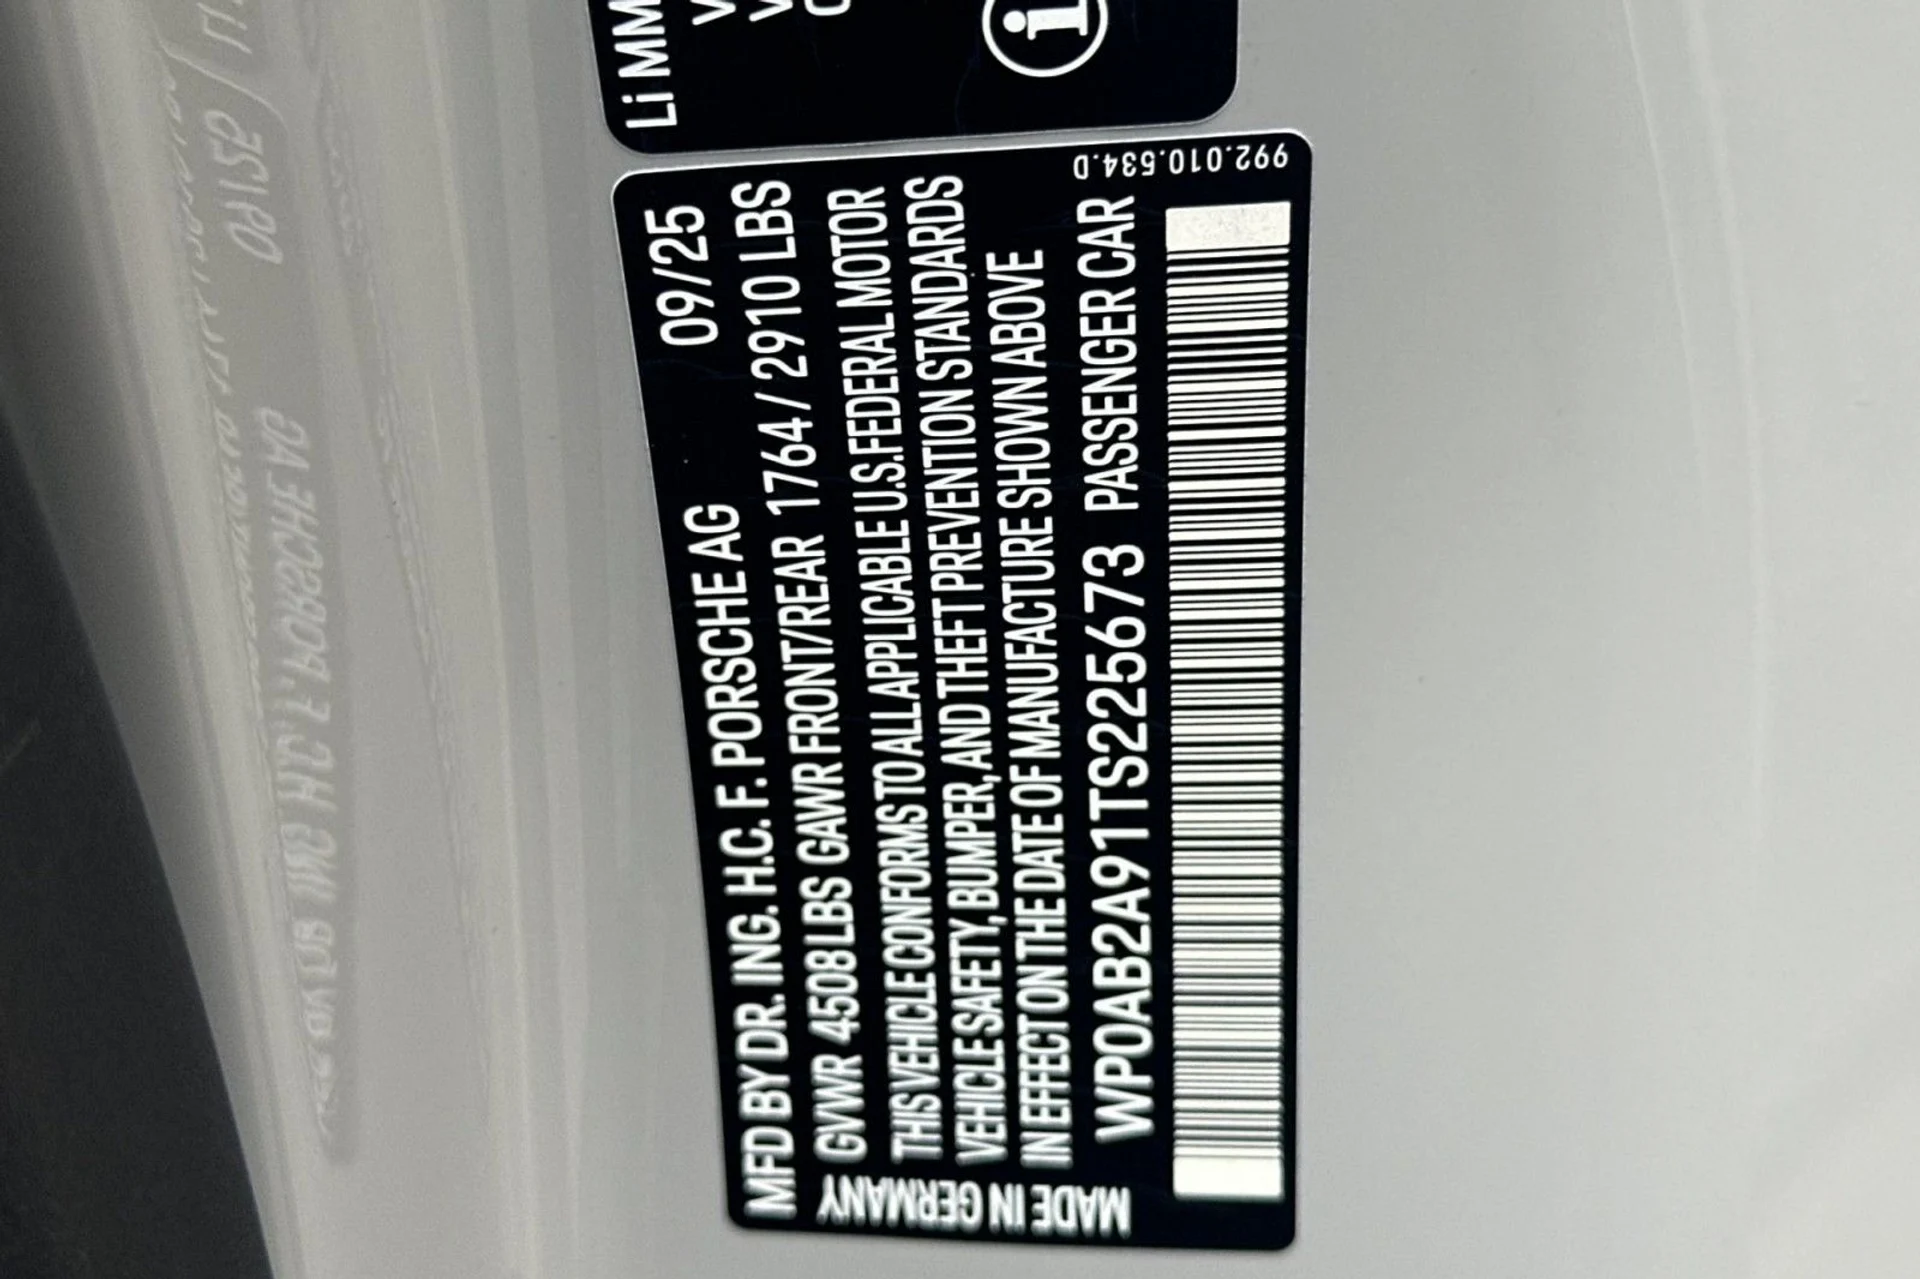 Li MM
MFD BY DR. ING. H.C. F. PORSCHE AG 09/25
GVWR 4508 LBS GAWR FRONT/REAR 1764 / 2910 LBS
THIS VEHICLE CONFORMS TO ALL APPLICABLE U.S. FEDERAL MOTOR
VEHICLE SAFETY, BUMPER, AND THEFT PREVENTION STANDARDS
IN EFFECT ON THE DATE OF MANUFACTURE SHOWN ABOVE
WP0AB2A91TS225673 PASSENGER CAR
MADE IN GERMANY
992.010.534.D